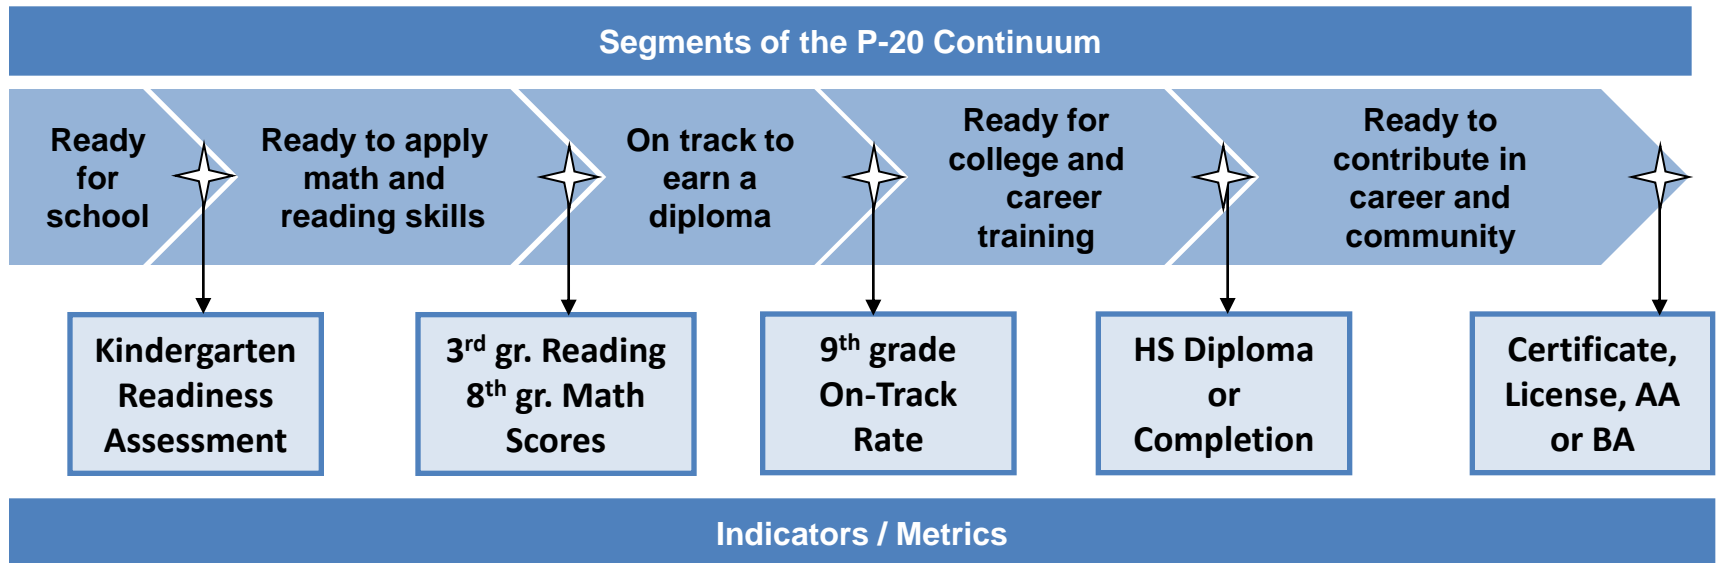 Segments of the P-20 Continuum
Ready
for
school
Ready to apply
math and
reading skills
On track to
earn a
diploma
Ready for
college and
career
training
Ready to
contribute in
career and
community
Kindergarten
Readiness
Assessment
3rd gr. Reading
8th gr. Math
Scores
9th grade
On-Track
Rate
HS Diploma
or
Completion
Certificate,
License, AA
or BA
Indicators / Metrics